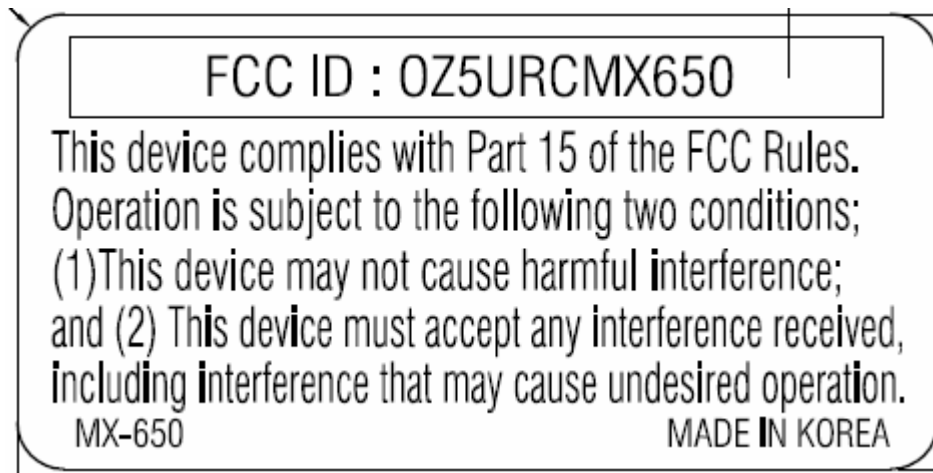 FCC ID : OZ5URCMX650
This device complies with Part 15 of the FCC Rules.
Operation is subject to the following two conditions;
(1)This device may not cause harmful interference;
and (2) This device must accept any interference received,
including interference that may cause undesired operation.
MX-650 MADE IN KOREA